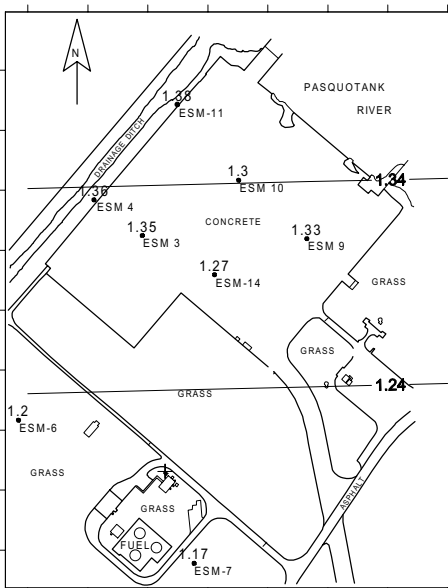 N
PASQUOTANK
RIVER
1.38
ESM-11
DRAINAGE DITCH
1.3
ESM 10
1.34
1.36
ESM 4
CONCRETE
1.35
ESM 3
1.33
ESM 9
1.27
ESM-14
GRASS
GRASS
GRASS
1.24
1.2
ESM-6
GRASS
GRASS
ASPHALT
FUEL
1.17
ESM-7